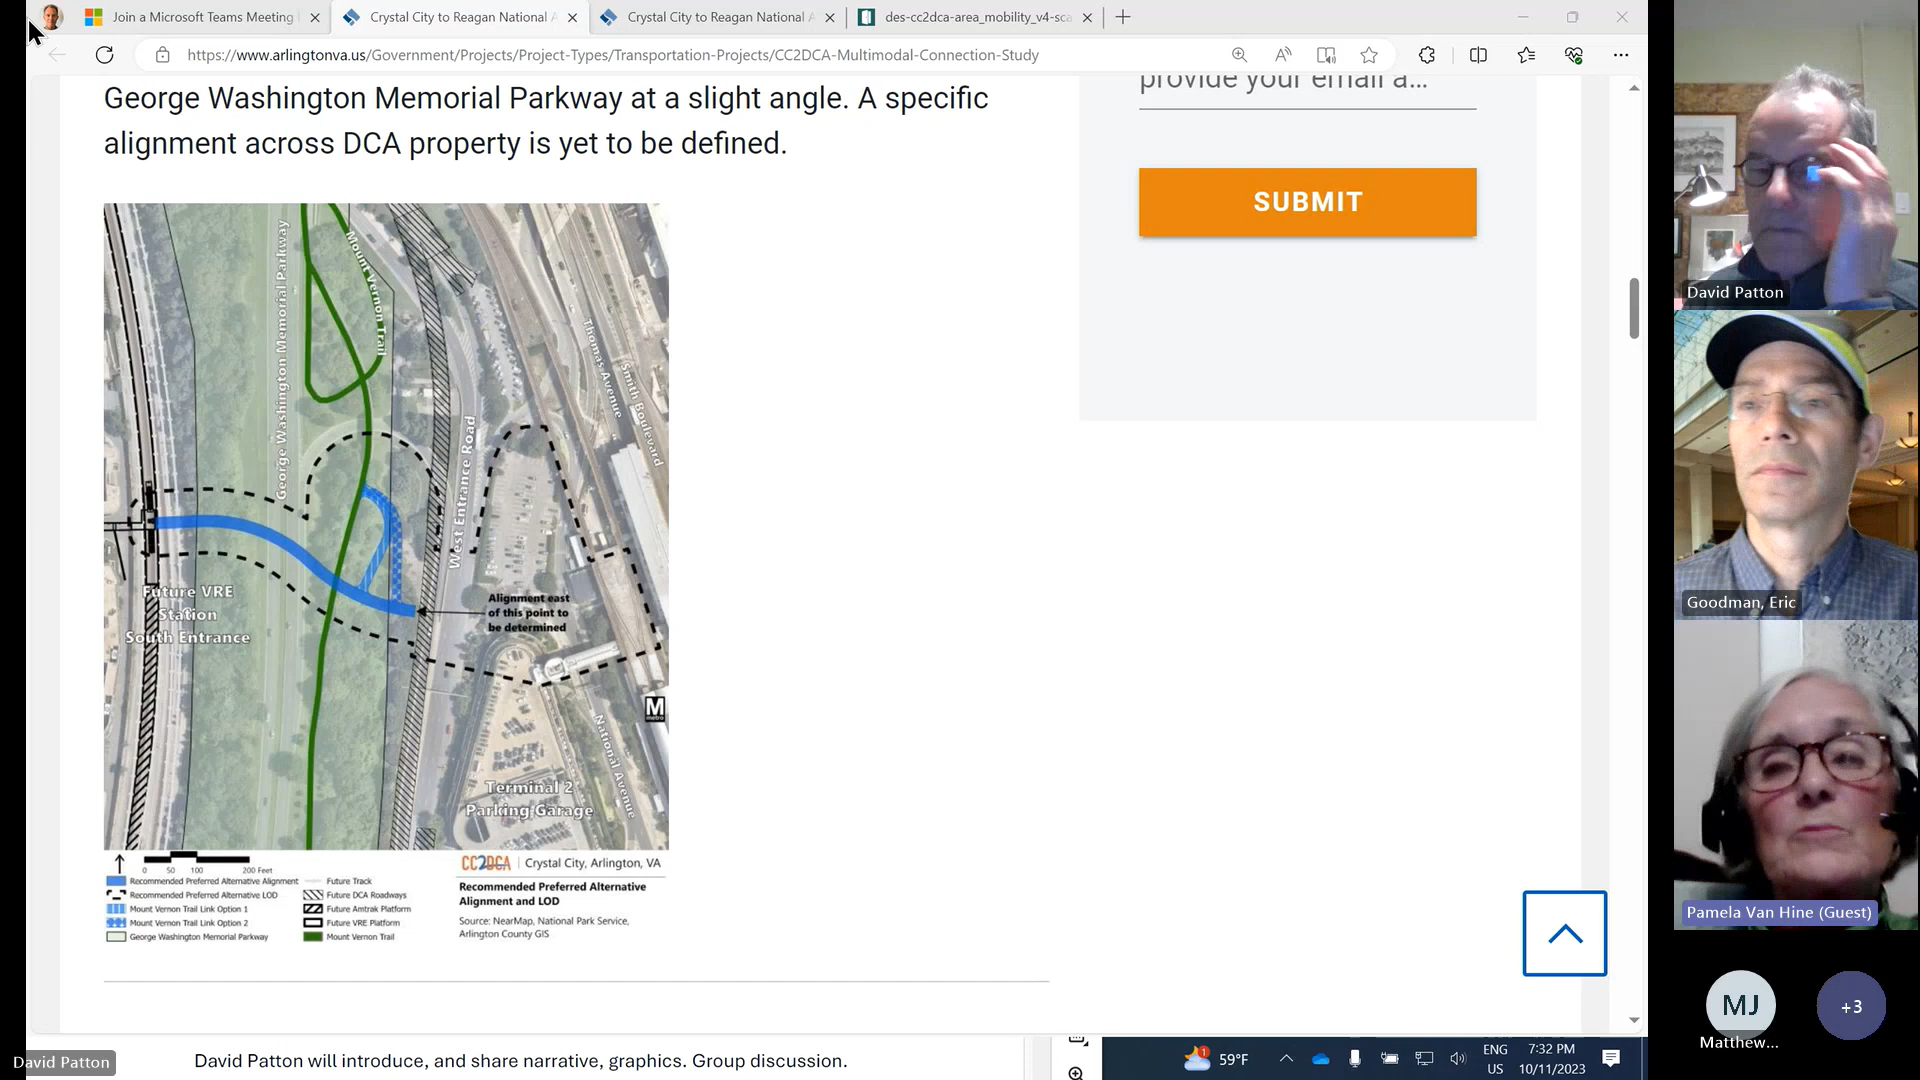 Join a Microsoft Teams Meeting
Crystal City to Reagan National A
Crystal City to Reagan National A
des-cc2dca-area_mobility_v4-sca
https://www.arlingtonva.us/Government/Projects/Project-Types/Transportation-Projects/CC2DCA-Multimodal-Connection-Study
George Washington Memorial Parkway at a slight angle. A specific
alignment across DCA property is yet to be defined.
provide your email a...
SUBMIT
George Washington Memorial Parkway
Mount Vernon Trail
West Entrance Road
Thomas Avenue
Smith Boulevard
Future VRE
Station
South Entrance
Alignment east
of this point to
be determined
M
metro
National Avenue
Terminal 2
Parking Garage
0 50 100 200 Feet
Recommended Preferred Alternative Alignment
Recommended Preferred Alternative LOD
Mount Vernon Trail Link Option 1
Mount Vernon Trail Link Option 2
George Washington Memorial Parkway
Future Track
Future DCA Roadways
Future Amtrak Platform
Future VRE Platform
Mount Vernon Trail
CC2DCA | Crystal City, Arlington, VA
Recommended Preferred Alternative
Alignment and LOD
Source: NearMap, National Park Service,
Arlington County GIS
David Patton will introduce, and share narrative, graphics. Group discussion.
David Patton
1
59°F
ENG
US
7:32 PM
10/11/2023
David Patton
Goodman, Eric
Pamela Van Hine (Guest)
MJ
Matthew...
+3